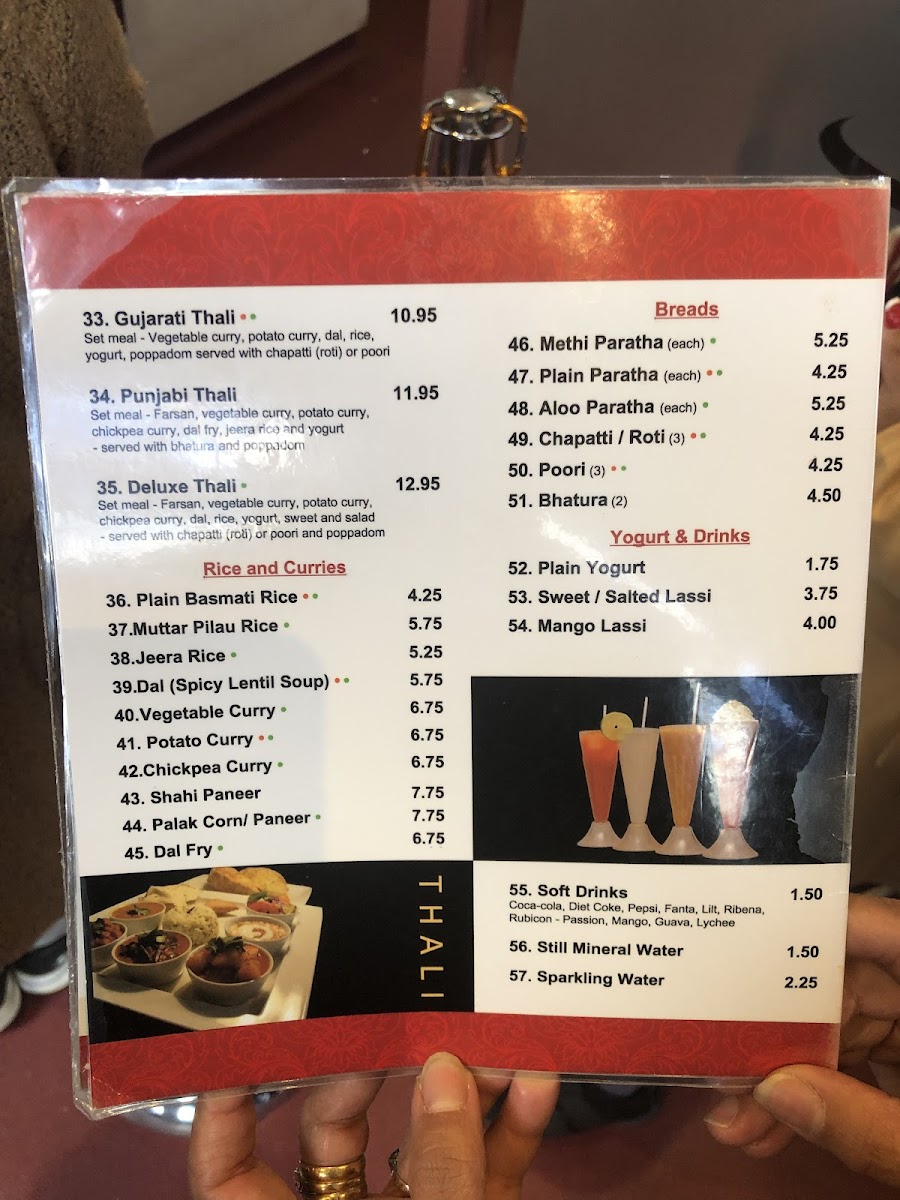 33. Gujarati Thali 10.95
Set meal - Vegetable curry, potato curry, dal, rice,
yogurt, poppadom served with chapatti (roti) or poori
34. Punjabi Thali 11.95
Set meal - Farsan, vegetable curry, potato curry,
chickpea curry, dal fry, jeera rice and yogurt
- served with bhatura and poppadom
35. Deluxe Thali 12.95
Set meal - Farsan, vegetable curry, potato curry,
chickpea curry, dal, rice, yogurt, sweet and salad
- served with chapatti (roti) or poori and poppadom
Rice and Curries
36. Plain Basmati Rice 4.25
37.Muttar Pilau Rice 5.75
38.Jeera Rice 5.25
39.Dal (Spicy Lentil Soup) 5.75
40.Vegetable Curry 6.75
41. Potato Curry 6.75
42.Chickpea Curry 6.75
43. Shahi Paneer 7.75
44. Palak Corn/ Paneer 7.75
45. Dal Fry 6.75
THALI
Breads
46. Methi Paratha (each) 5.25
47. Plain Paratha (each) 4.25
48. Aloo Paratha (each) 5.25
49. Chapatti / Roti (3) 4.25
50. Poori (3) 4.25
51. Bhatura (2) 4.50
Yogurt & Drinks
52. Plain Yogurt 1.75
53. Sweet / Salted Lassi 3.75
54. Mango Lassi 4.00
55. Soft Drinks 1.50
Coca-cola, Diet Coke, Pepsi, Fanta, Lilt, Ribena,
Rubicon - Passion, Mango, Guava, Lychee
56. Still Mineral Water 1.50
57. Sparkling Water 2.25